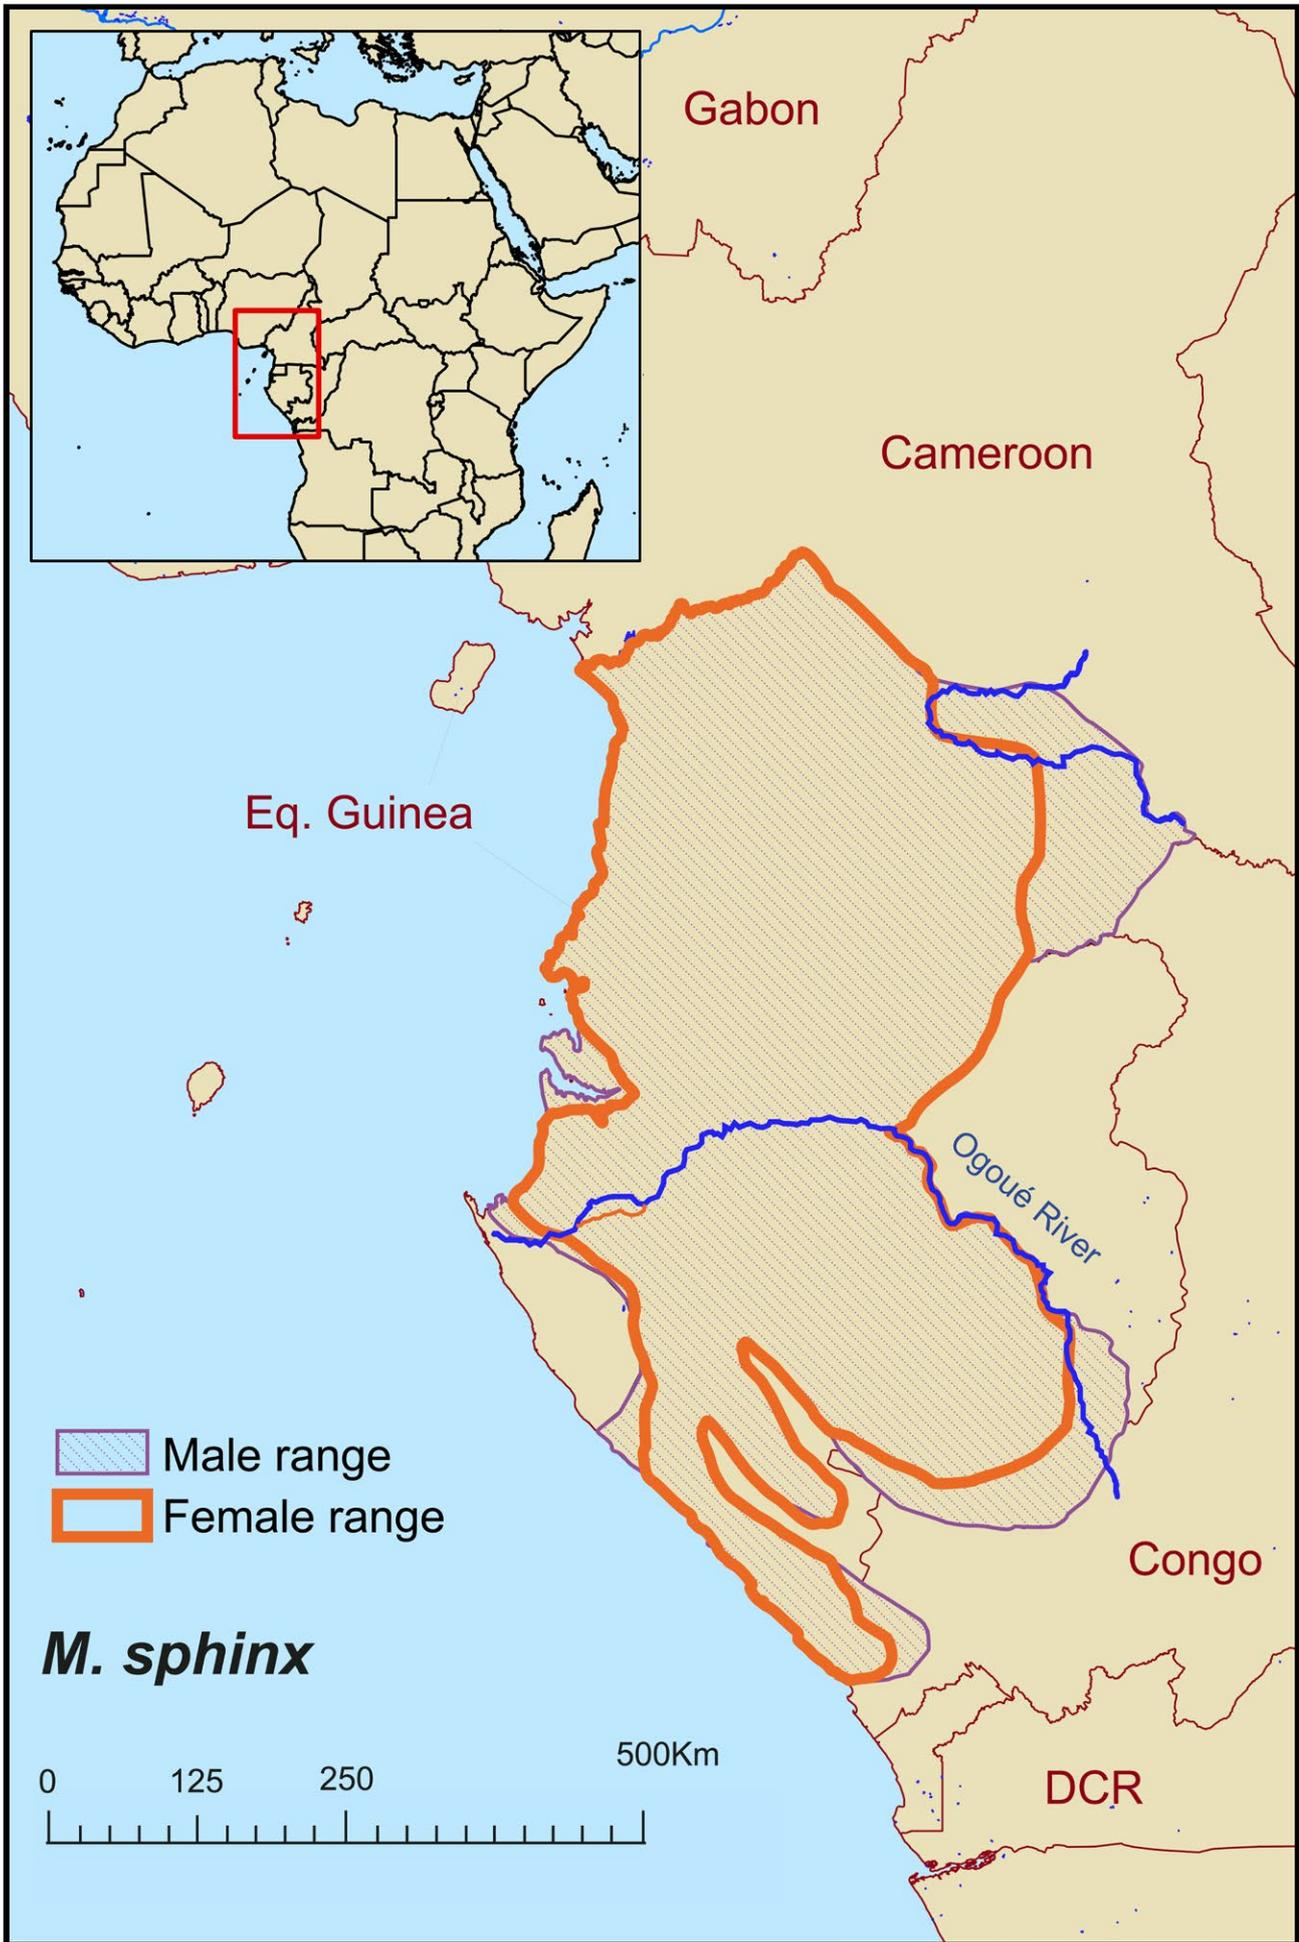 Gabon
Cameroon
Eq. Guinea
Ogoué River
Male range
Female range
Congo
M. sphinx
DCR
0
125
250
500Km